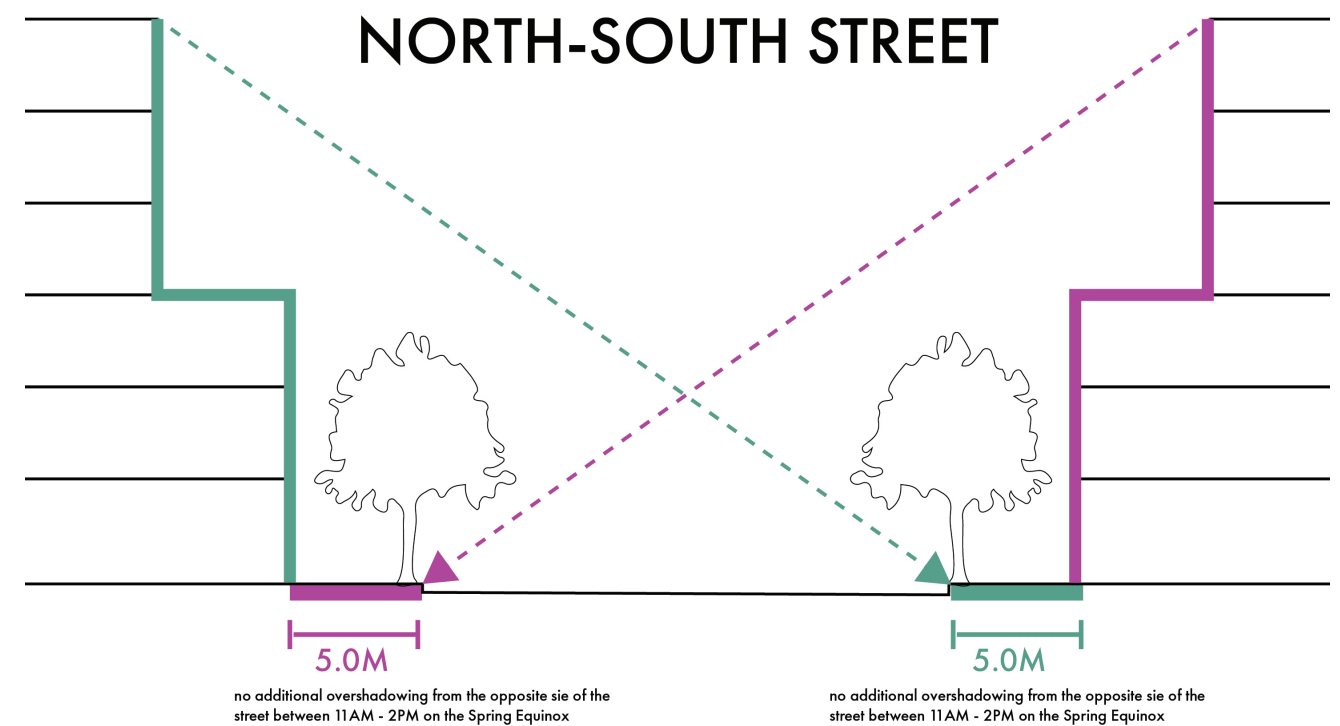 NORTH-SOUTH STREET
5.0M
no additional overshadowing from the opposite sie of the
street between 11AM - 2PM on the Spring Equinox
5.0M
no additional overshadowing from the opposite sie of the
street between 11AM - 2PM on the Spring Equinox